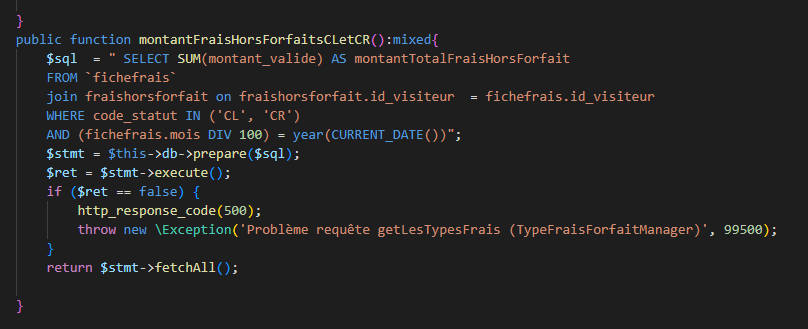 }
public function montantFraisHorsForfaitsCLetCR():mixed{
$sql  = " SELECT SUM(montant_valide) AS montantTotalFraisHorsForfait
FROM `fichefrais`
join fraishorsforfait on fraishorsforfait.id_visiteur  = fichefrais.id_visiteur
WHERE code_statut IN ('CL', 'CR')
AND (fichefrais.mois DIV 100) = year(CURRENT_DATE())";
$stmt = $this->db->prepare($sql);
$ret = $stmt->execute();
if ($ret == false) {
http_response_code(500);
throw new \Exception('Problème requête getLesTypesFrais (TypeFraisForfaitManager)', 99500);
}
return $stmt->fetchAll();
}